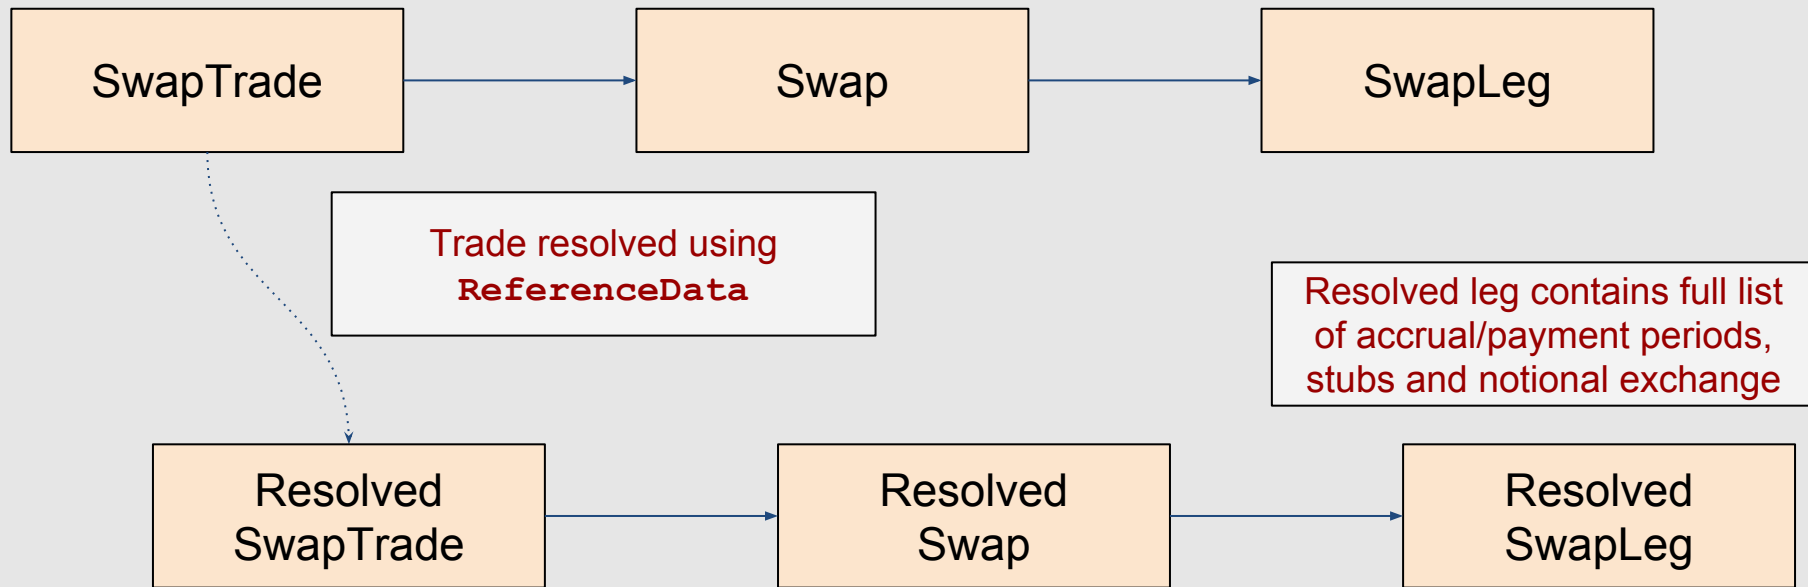 SwapTrade
Swap
SwapLeg
Trade resolved using
ReferenceData
Resolved leg contains full list
of accrual/payment periods,
stubs and notional exchange
Resolved
SwapTrade
Resolved
Swap
Resolved
SwapLeg